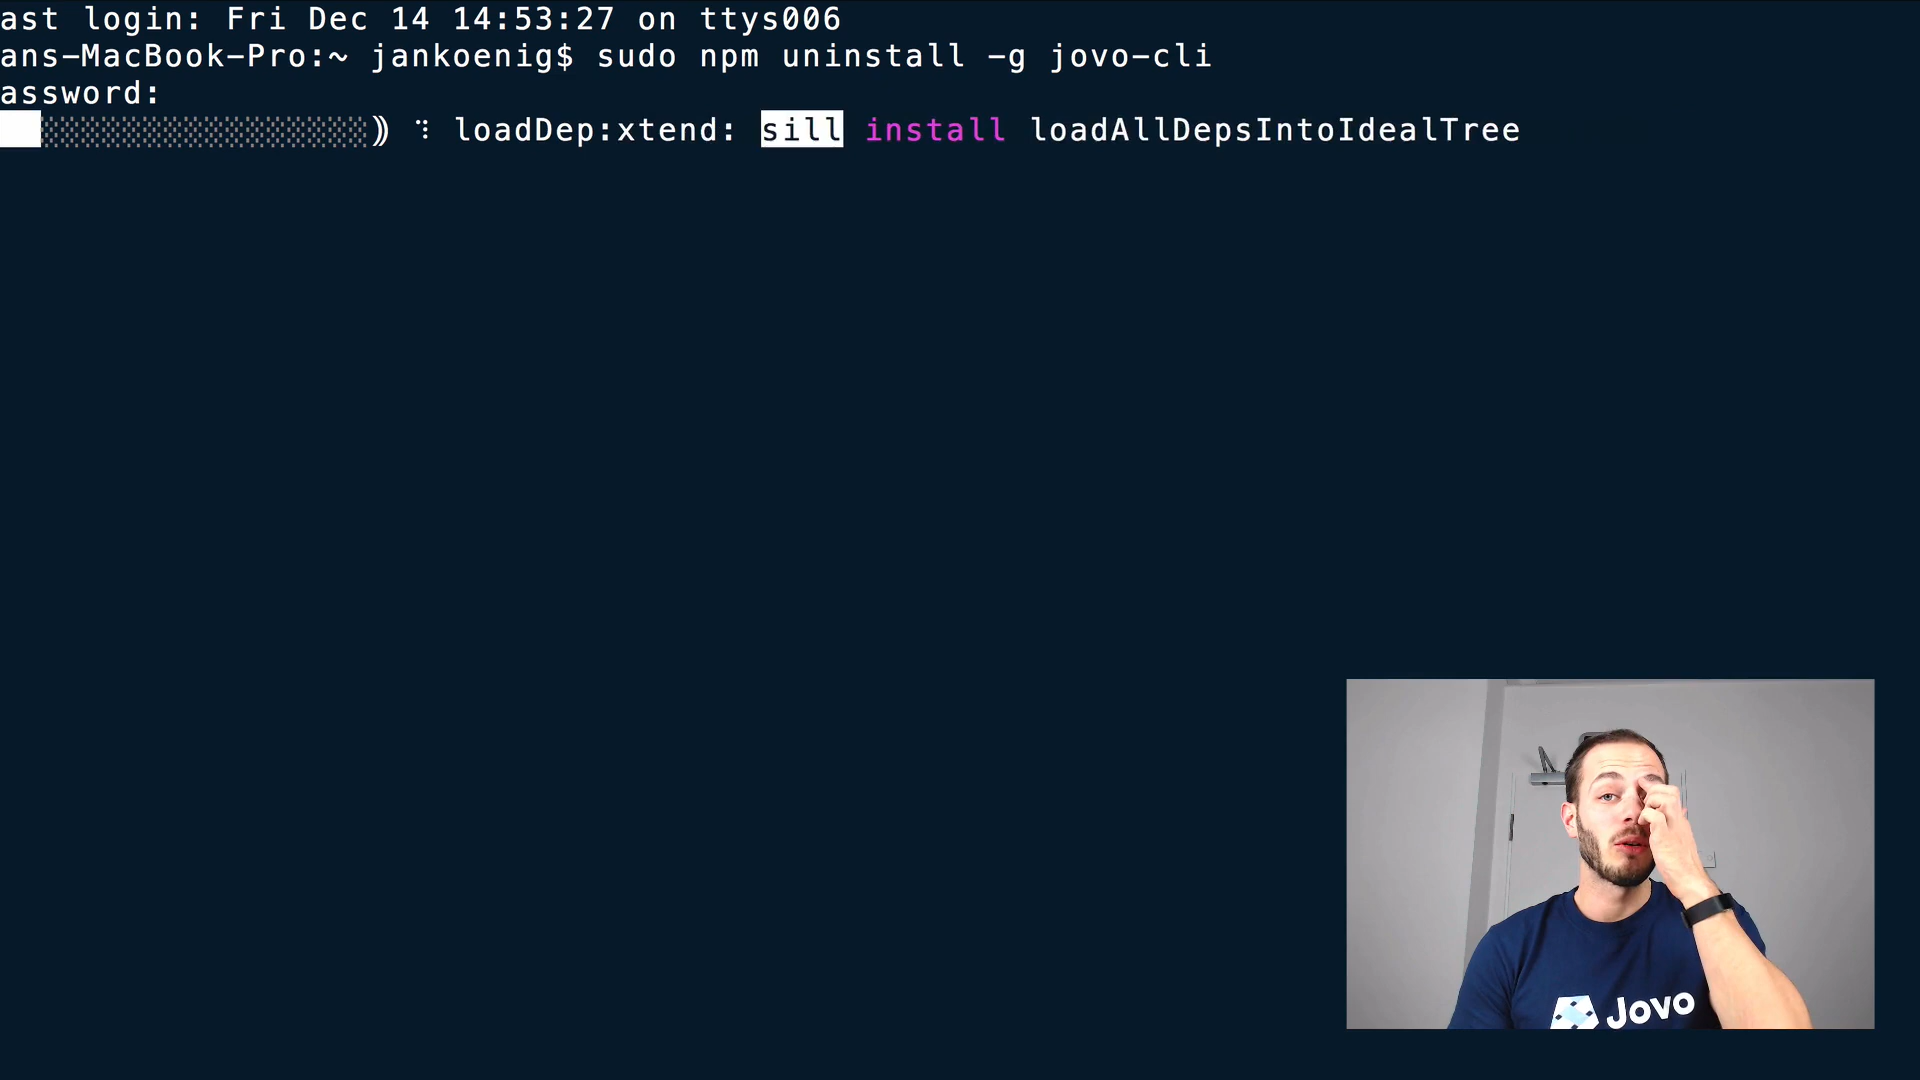 ast login: Fri Dec 14 14:53:27 on ttys006
ans-MacBook-Pro:~ jankoenig$ sudo npm uninstall -g jovo-cli
assword:
░░░░░░░░░░░░░░░░) ⠹ loadDep:xtend: sill install loadAllDepsIntoIdealTree
Jovo